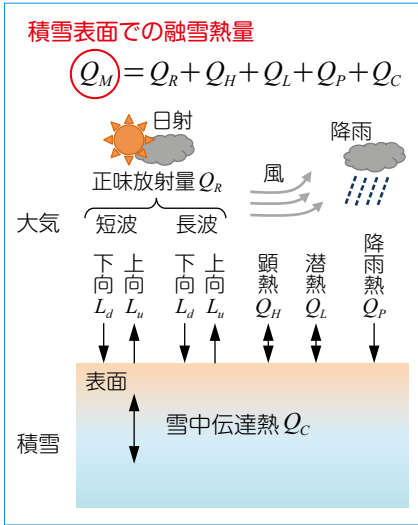 積雪表面での融雪熱量
Q_M = Q_R + Q_H + Q_L + Q_P + Q_C
日射
降雨
正味放射量 Q_R
風
大気
短波
長波
下向 L_d
上向 L_u
下向 L_d
上向 L_u
顕熱 Q_H
潜熱 Q_L
降雨熱 Q_P
表面
積雪
雪中伝達熱 Q_C